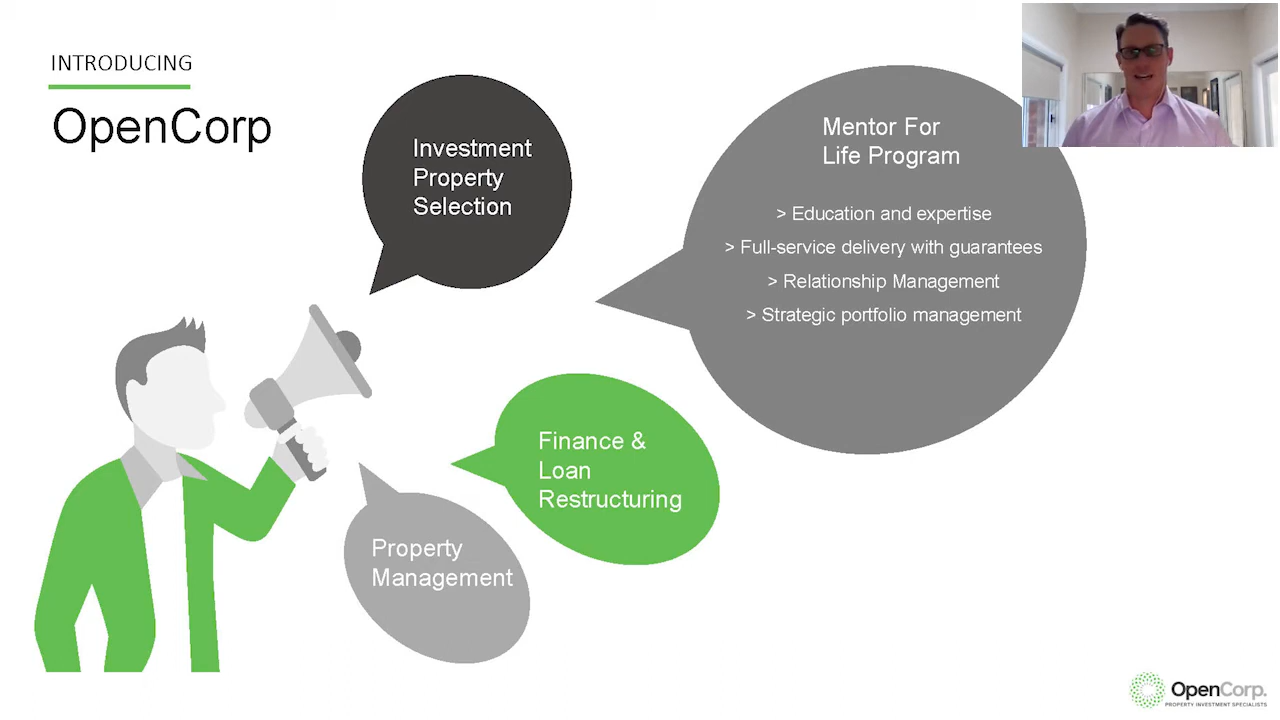 INTRODUCING
OpenCorp
Investment
Property
Selection
Mentor For
Life Program
> Education and expertise
> Full-service delivery with guarantees
> Relationship Management
> Strategic portfolio management
Finance &
Loan
Restructuring
Property
Management
OpenCorp.
PROPERTY INVESTMENT SPECIALISTS